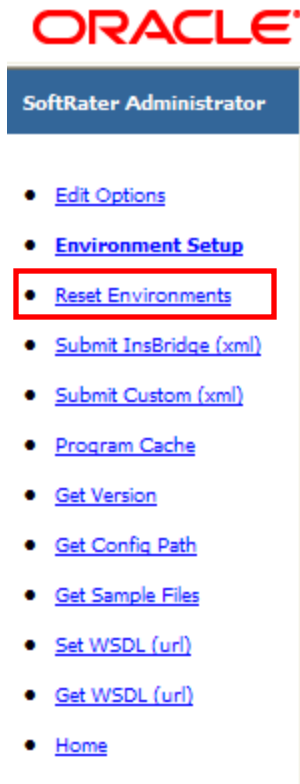 ORACLE
SoftRater Administrator
Edit Options
Environment Setup
Reset Environments
Submit InsBridge (xml)
Submit Custom (xml)
Program Cache
Get Version
Get Config Path
Get Sample Files
Set WSDL (url)
Get WSDL (url)
Home